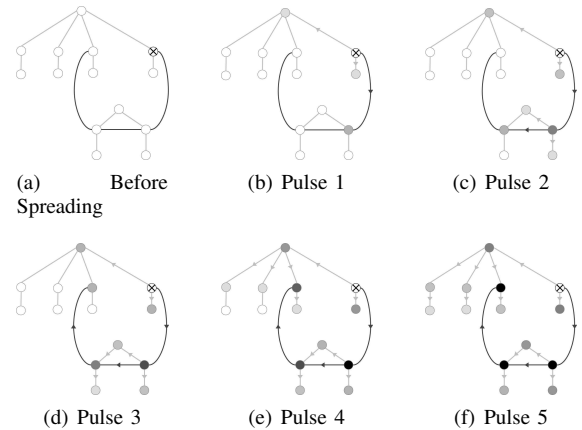 (a) Before
Spreading
(b) Pulse 1
(c) Pulse 2
(d) Pulse 3
(e) Pulse 4
(f) Pulse 5